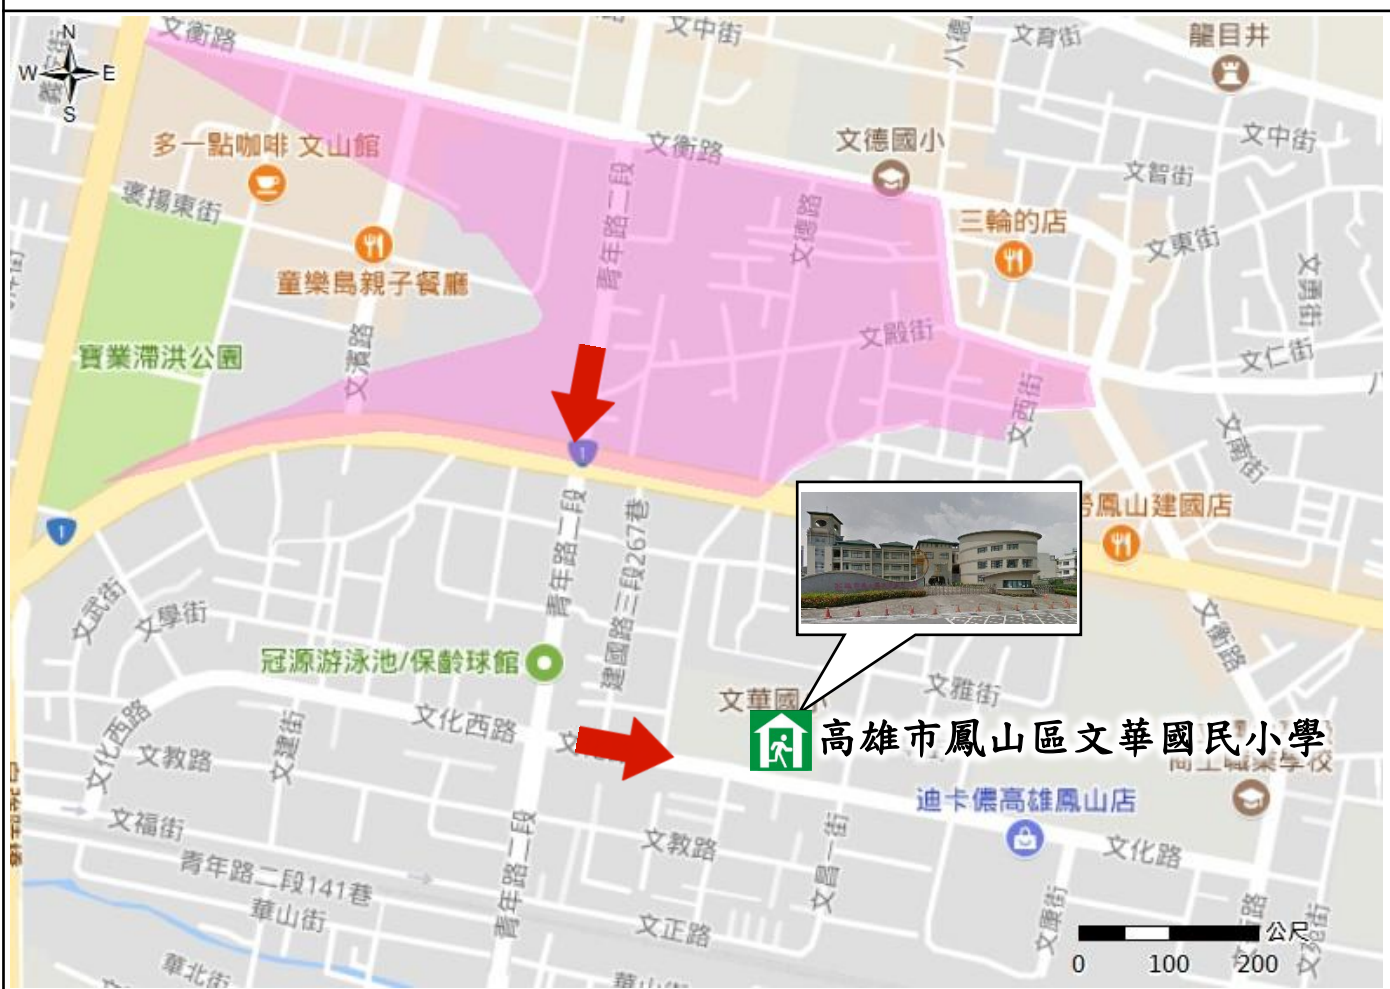 N
W
E
S
文衡路
文中街
文育街
龍目井
文中街
多一點咖啡 文山館
文衡路
文德國小
文智街
褒揚東街
青年路二段
文德路
三輪的店
文東街
文勇街
童樂島親子餐廳
文殿街
文濱路
寶業滯洪公園
文仁街
文西街
文南街
1
1
鳳山建國店
青年路二段
建國路三段267巷
文武街
文學街
文衡路
冠源游泳池/保齡球館
文雅街
文華國小
文化西路
文化西路
文建街
文教路
高雄市鳳山區文華國民小學
迪卡儂高雄鳳山店
文福街
文教路
文昌一街
文化路
青年路二段
青年路二段141巷
華山街
文正路
文康街
公尺
0 100 200
華北街